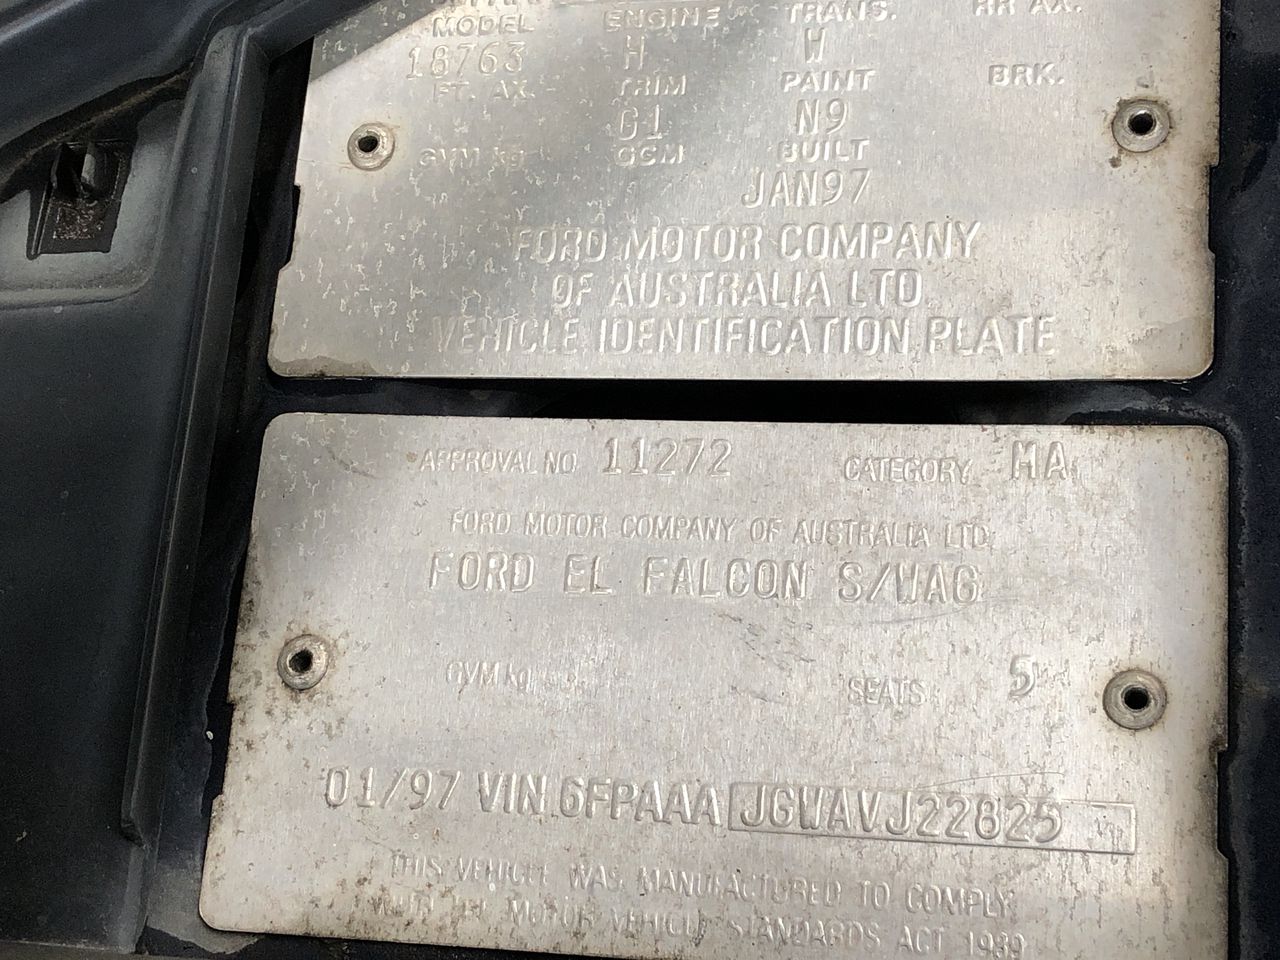 MODEL ENGINE TRANS. RR AX.
18763 H W
FT. AX. TRIM PAINT BRK.
G1 N9
GVM kg GCM BUILT
JAN97
FORD MOTOR COMPANY
OF AUSTRALIA LTD
VEHICLE IDENTIFICATION PLATE
APPROVAL NO 11272 CATEGORY MA
FORD MOTOR COMPANY OF AUSTRALIA LTD
FORD EL FALCON S/WAG
GVM kg SEATS 5
01/97 VIN 6FPAAAJGWAVJ22825
THIS VEHICLE WAS MANUFACTURED TO COMPLY
WITH THE MOTOR VEHICLE STANDARDS ACT 1989